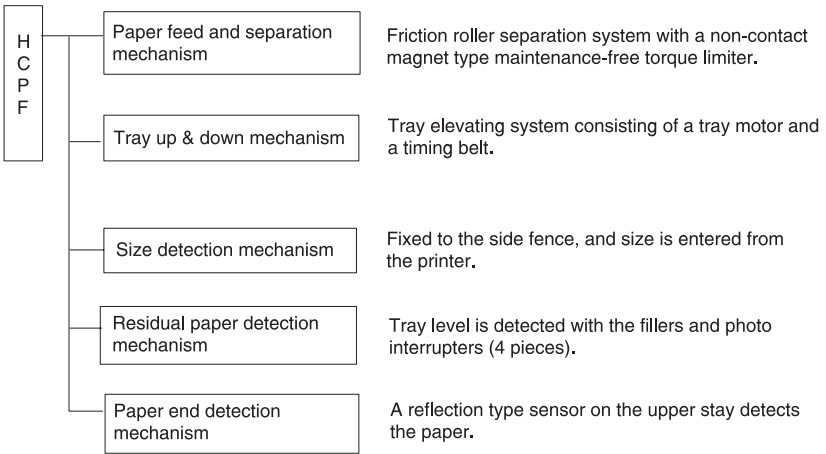 H
C
P
F
Paper feed and separation
mechanism
Friction roller separation system with a non-contact
magnet type maintenance-free torque limiter.
Tray up & down mechanism
Tray elevating system consisting of a tray motor and
a timing belt.
Size detection mechanism
Fixed to the side fence, and size is entered from
the printer.
Residual paper detection
mechanism
Tray level is detected with the fillers and photo
interrupters (4 pieces).
Paper end detection
mechanism
A reflection type sensor on the upper stay detects
the paper.